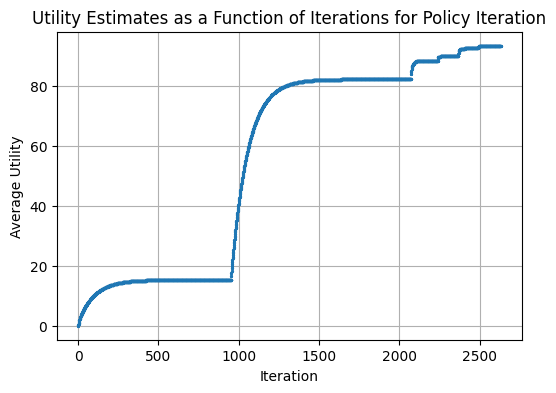 Utility Estimates as a Function of Iterations for Policy Iteration
Average Utility
80
60
40
20
0
0 500 1000 1500 2000 2500
Iteration